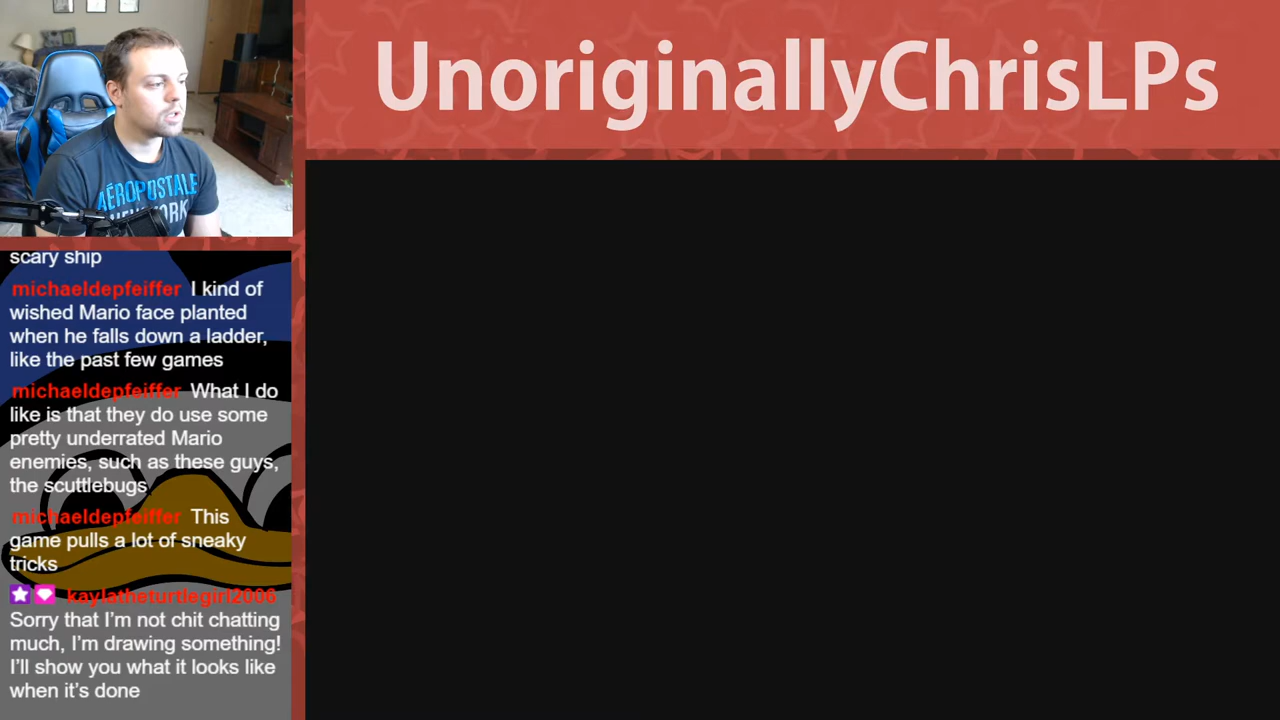 UnoriginallyChrisLPs
AÉROPOSTALE
NEW YORK
scary ship
michaeldepfeiffer I kind of
wished Mario face planted
when he falls down a ladder,
like the past few games
michaeldepfeiffer What I do
like is that they do use some
pretty underrated Mario
enemies, such as these guys,
the scuttlebugs
michaeldepfeiffer This
game pulls a lot of sneaky
tricks
kaylatheturtlegirl2006
Sorry that I'm not chit chatting
much, I'm drawing something!
I'll show you what it looks like
when it's done